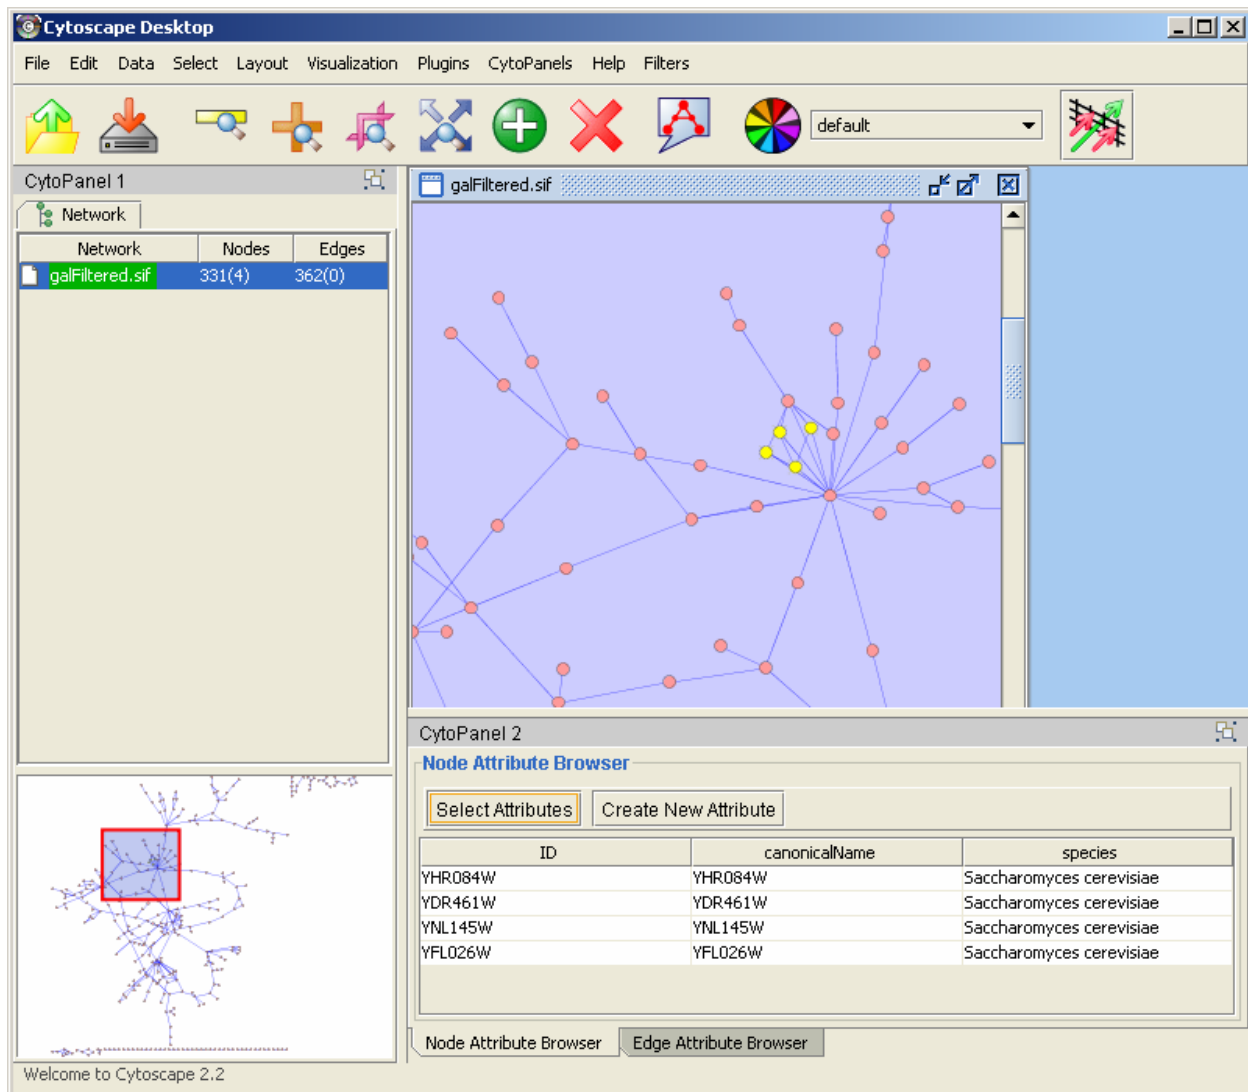 Cytoscape Desktop
File Edit Data Select Layout Visualization Plugins CytoPanels Help Filters
default
CytoPanel 1
Network
Network Nodes Edges
galFiltered.sif 331(4) 362(0)
galFiltered.sif
CytoPanel 2
Node Attribute Browser
Select Attributes Create New Attribute
ID canonicalName species
YHR084W YHR084W Saccharomyces cerevisiae
YDR461W YDR461W Saccharomyces cerevisiae
YNL145W YNL145W Saccharomyces cerevisiae
YFL026W YFL026W Saccharomyces cerevisiae
Node Attribute Browser Edge Attribute Browser
Welcome to Cytoscape 2.2